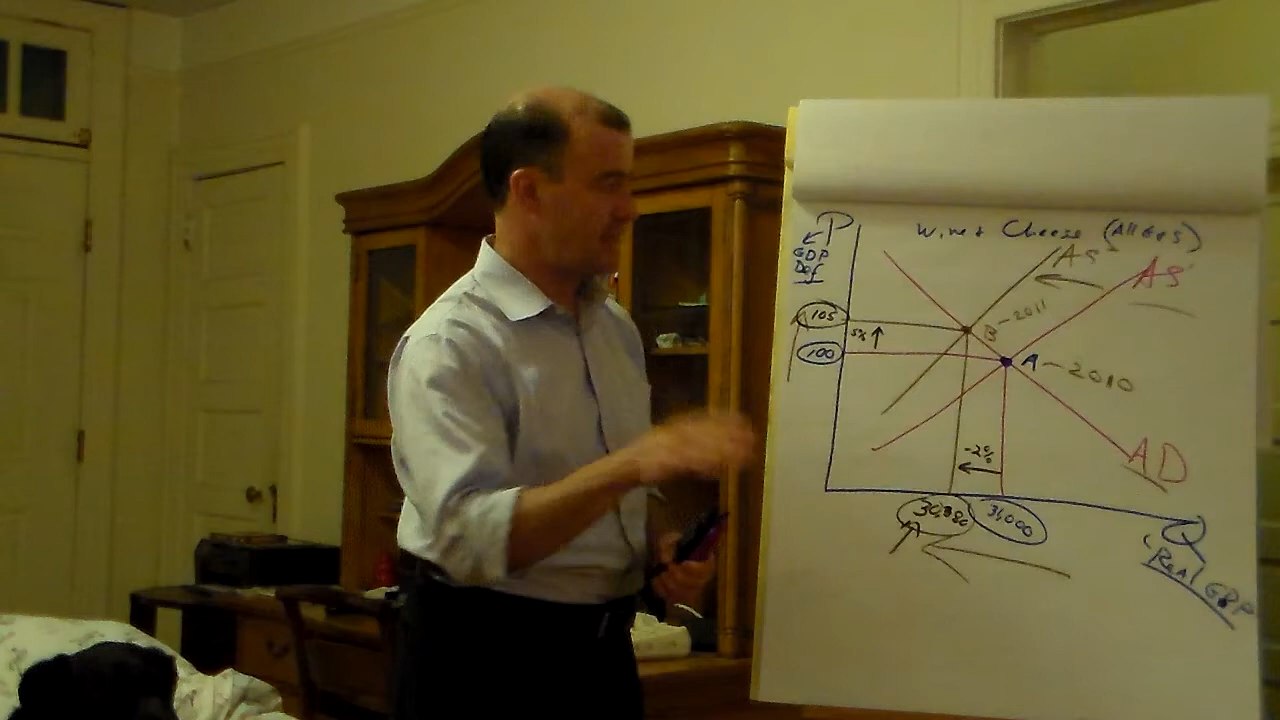 P
Wine + Cheese (All G+S)
GDP
Def
AS
AS
105
B - 2011
5%
100
A - 2010
-2%
AD
30,380
31,000
Q
Real GDP